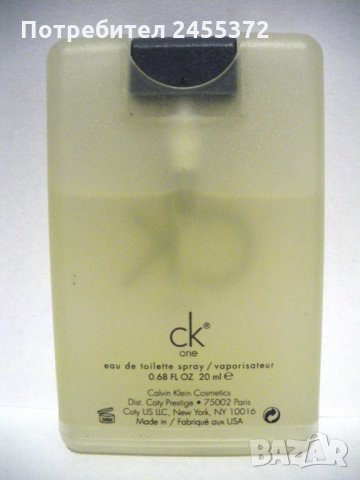 Потребител 2455372
ck®
one
eau de toilette spray / vaporisateur
0.68 FL OZ 20 ml ℮
Calvin Klein Cosmetics
Dist. Coty Prestige • 75002 Paris
Coty US LLC, New York, NY, 10016
Made in / Fabriqué aux USA
BAZAR